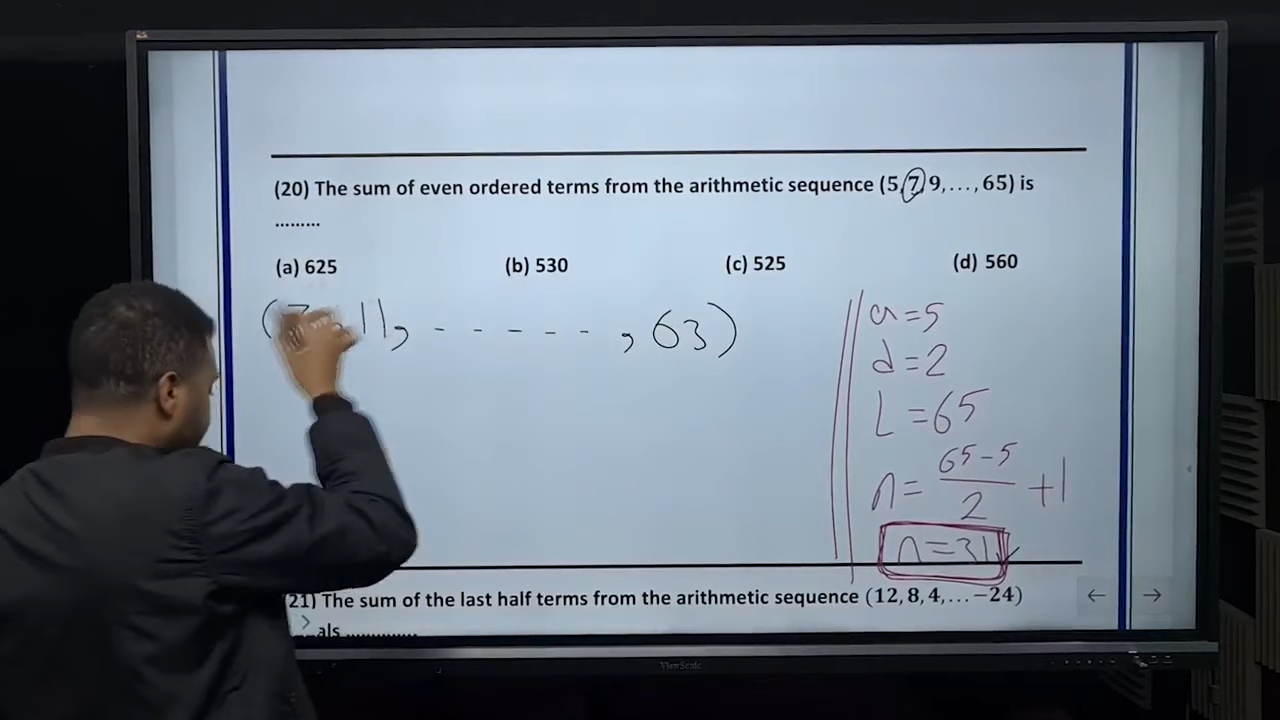 (20) The sum of even ordered terms from the arithmetic sequence (5,7,9,…,65) is
.........
(a) 625 (b) 530 (c) 525 (d) 560
11, - - - - - , 63)
a=5
d=2
L=65
n= 65-5 / 2 +1
n=31
(21) The sum of the last half terms from the arithmetic sequence (12,8,4,…−24)
als .............
ViewSonic